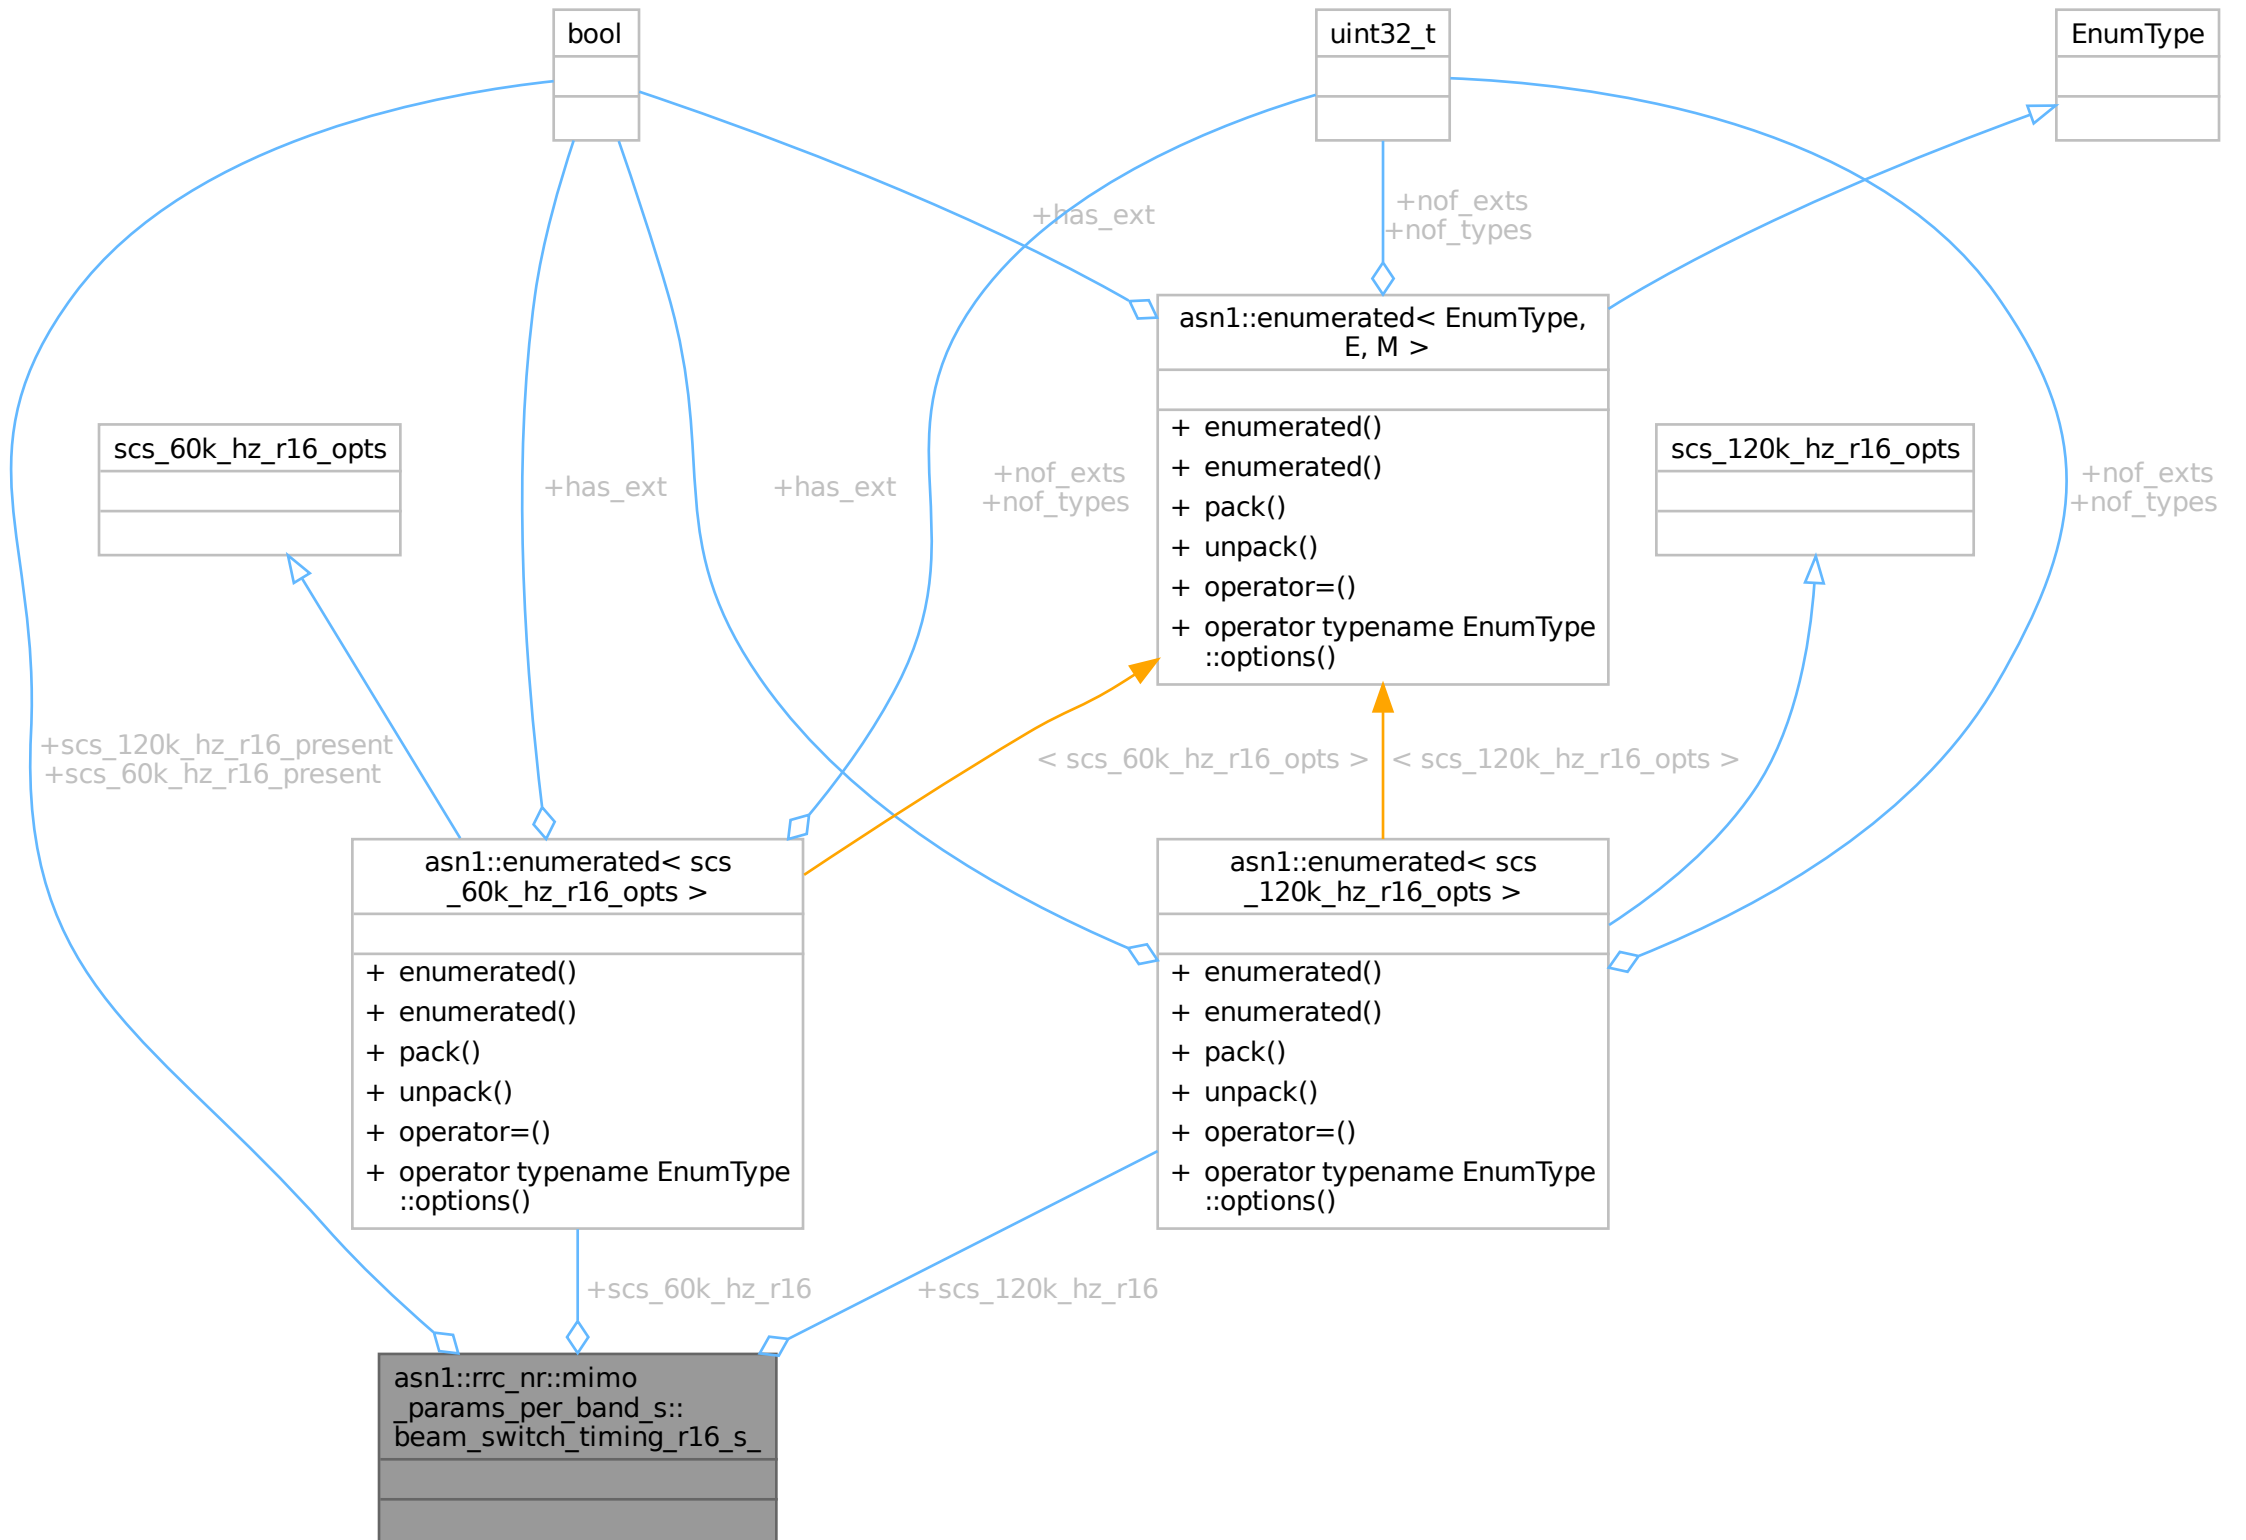 bool
uint32_t
EnumType
+has_ext
+nof_exts
+nof_types
asn1::enumerated< EnumType,
E, M >
+ enumerated()
+ enumerated()
+ pack()
+ unpack()
+ operator=()
+ operator typename EnumType
::options()
scs_60k_hz_r16_opts
scs_120k_hz_r16_opts
+has_ext
+has_ext
+nof_exts
+nof_types
+nof_exts
+nof_types
+scs_120k_hz_r16_present
+scs_60k_hz_r16_present
< scs_60k_hz_r16_opts >
< scs_120k_hz_r16_opts >
asn1::enumerated< scs
_60k_hz_r16_opts >
+ enumerated()
+ enumerated()
+ pack()
+ unpack()
+ operator=()
+ operator typename EnumType
::options()
asn1::enumerated< scs
_120k_hz_r16_opts >
+ enumerated()
+ enumerated()
+ pack()
+ unpack()
+ operator=()
+ operator typename EnumType
::options()
+scs_60k_hz_r16
+scs_120k_hz_r16
asn1::rrc_nr::mimo
_params_per_band_s::
beam_switch_timing_r16_s_